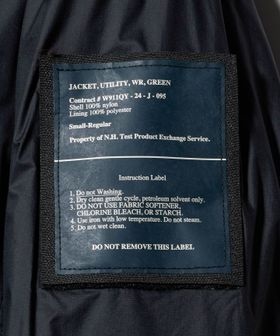 JACKET, UTILITY, WR, GREEN
Contract # W911QY - 24 - J - 095
Shell 100% nylon
Lining 100% polyester
Small-Regular
Property of N.H. Test Product Exchange Service.
Instruction Label
1. Do not Washing.
2. Dry clean gentle cycle, petroleum solvent only.
3. DO NOT USE FABRIC SOFTENER,
CHLORINE BLEACH, OR STARCH.
4. Use iron with low temperature. Do not steam.
5. Do not wet clean.
DO NOT REMOVE THIS LABEL